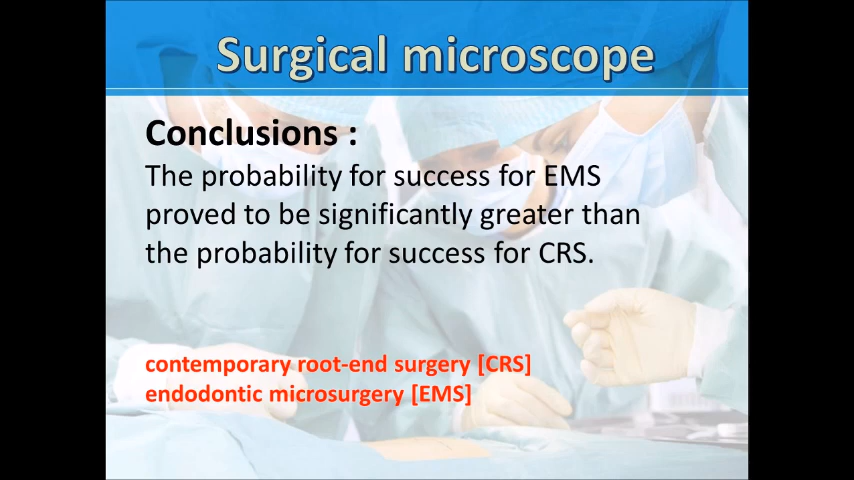 Surgical microscope
Conclusions :
The probability for success for EMS
proved to be significantly greater than
the probability for success for CRS.
contemporary root-end surgery [CRS]
endodontic microsurgery [EMS]